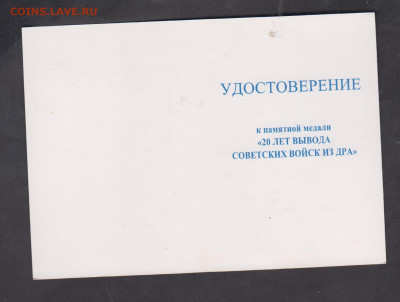 COINS.LAVE.RU
УДОСТОВЕРЕНИЕ
к памятной медали
«20 ЛЕТ ВЫВОДА
СОВЕТСКИХ ВОЙСК ИЗ ДРА»